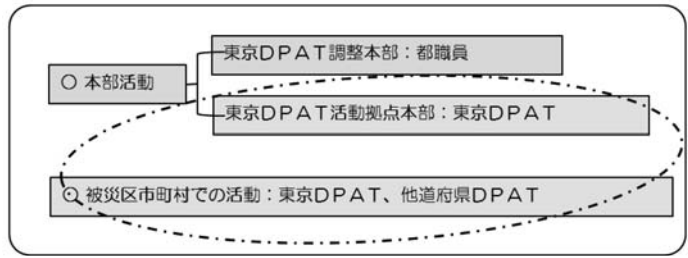 東京DPAT調整本部：都職員
○ 本部活動
東京DPAT活動拠点本部：東京DPAT
○ 被災区市町村での活動：東京DPAT、他道府県DPAT